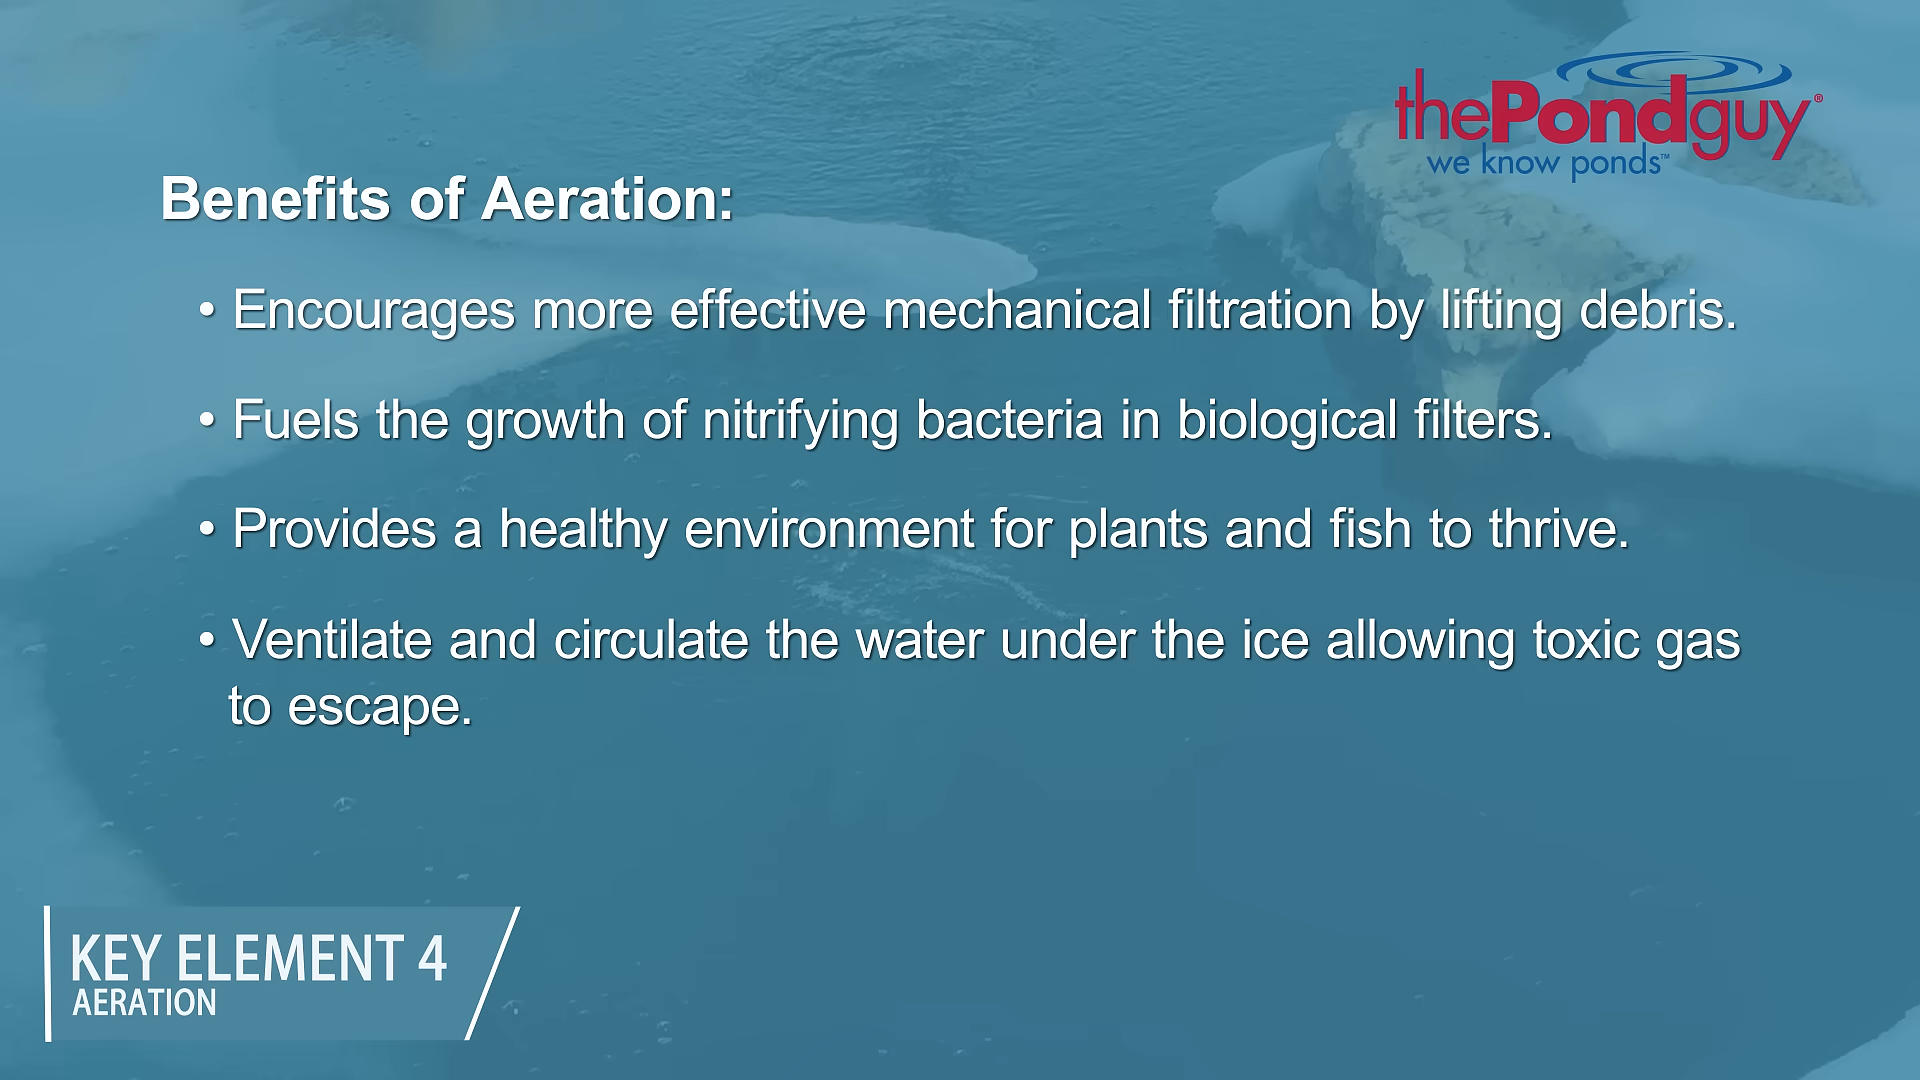 thePondguy®
we know ponds™
Benefits of Aeration:
• Encourages more effective mechanical filtration by lifting debris.
• Fuels the growth of nitrifying bacteria in biological filters.
• Provides a healthy environment for plants and fish to thrive.
• Ventilate and circulate the water under the ice allowing toxic gas
to escape.
KEY ELEMENT 4
AERATION